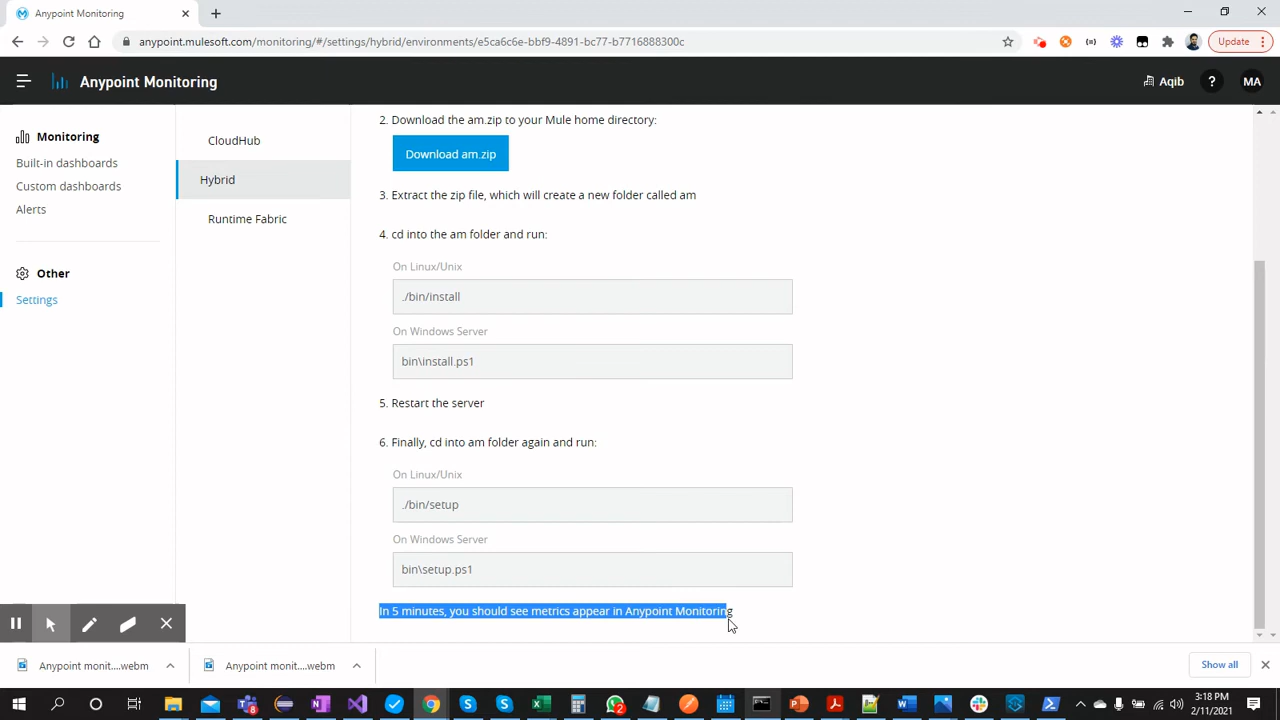 Anypoint Monitoring
anypoint.mulesoft.com/monitoring/#/settings/hybrid/environments/e5ca6c6e-bbf9-4891-bc77-b7716888300c
Update
Anypoint Monitoring
Aqib
?
MA
Monitoring
Built-in dashboards
Custom dashboards
Alerts
Other
Settings
CloudHub
Hybrid
Runtime Fabric
2. Download the am.zip to your Mule home directory:
Download am.zip
3. Extract the zip file, which will create a new folder called am
4. cd into the am folder and run:
On Linux/Unix
./bin/install
On Windows Server
bin\install.ps1
5. Restart the server
6. Finally, cd into am folder again and run:
On Linux/Unix
./bin/setup
On Windows Server
bin\setup.ps1
In 5 minutes, you should see metrics appear in Anypoint Monitoring
Anypoint monit....webm
Anypoint monit....webm
Show all
3:18 PM
2/11/2021